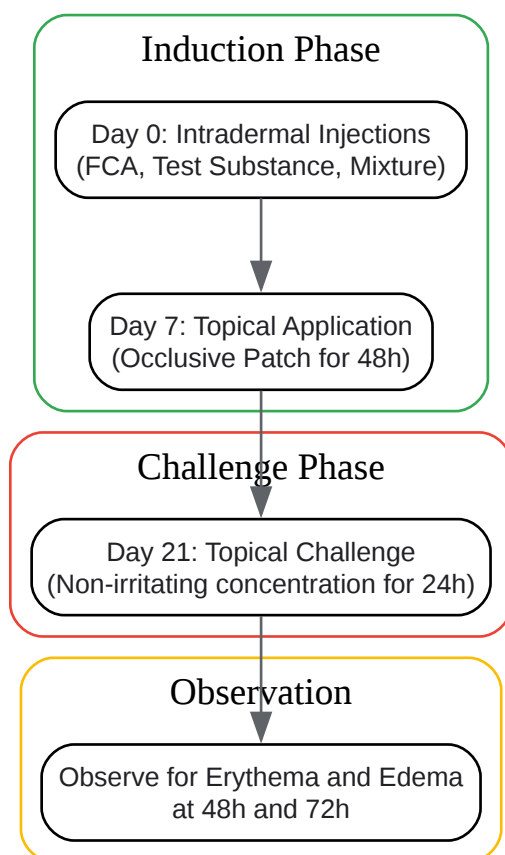 Induction Phase
Day 0: Intradermal Injections
(FCA, Test Substance, Mixture)
Day 7: Topical Application
(Occlusive Patch for 48h)
Challenge Phase
Day 21: Topical Challenge
(Non-irritating concentration for 24h)
Observation
Observe for Erythema and Edema
at 48h and 72h